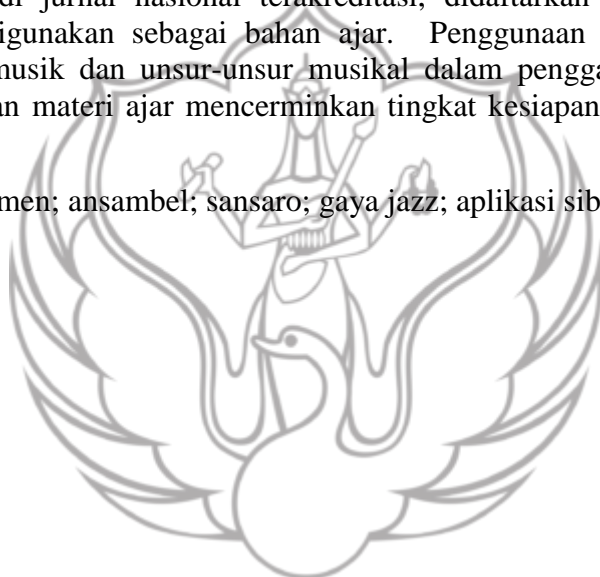 di jurnal nasional terakreditasi, didaftarkan
igunakan sebagai bahan ajar. Penggunaan
musik dan unsur-unsur musikal dalam pengga
an materi ajar mencerminkan tingkat kesiapan
men; ansambel; sansaro; gaya jazz; aplikasi sib